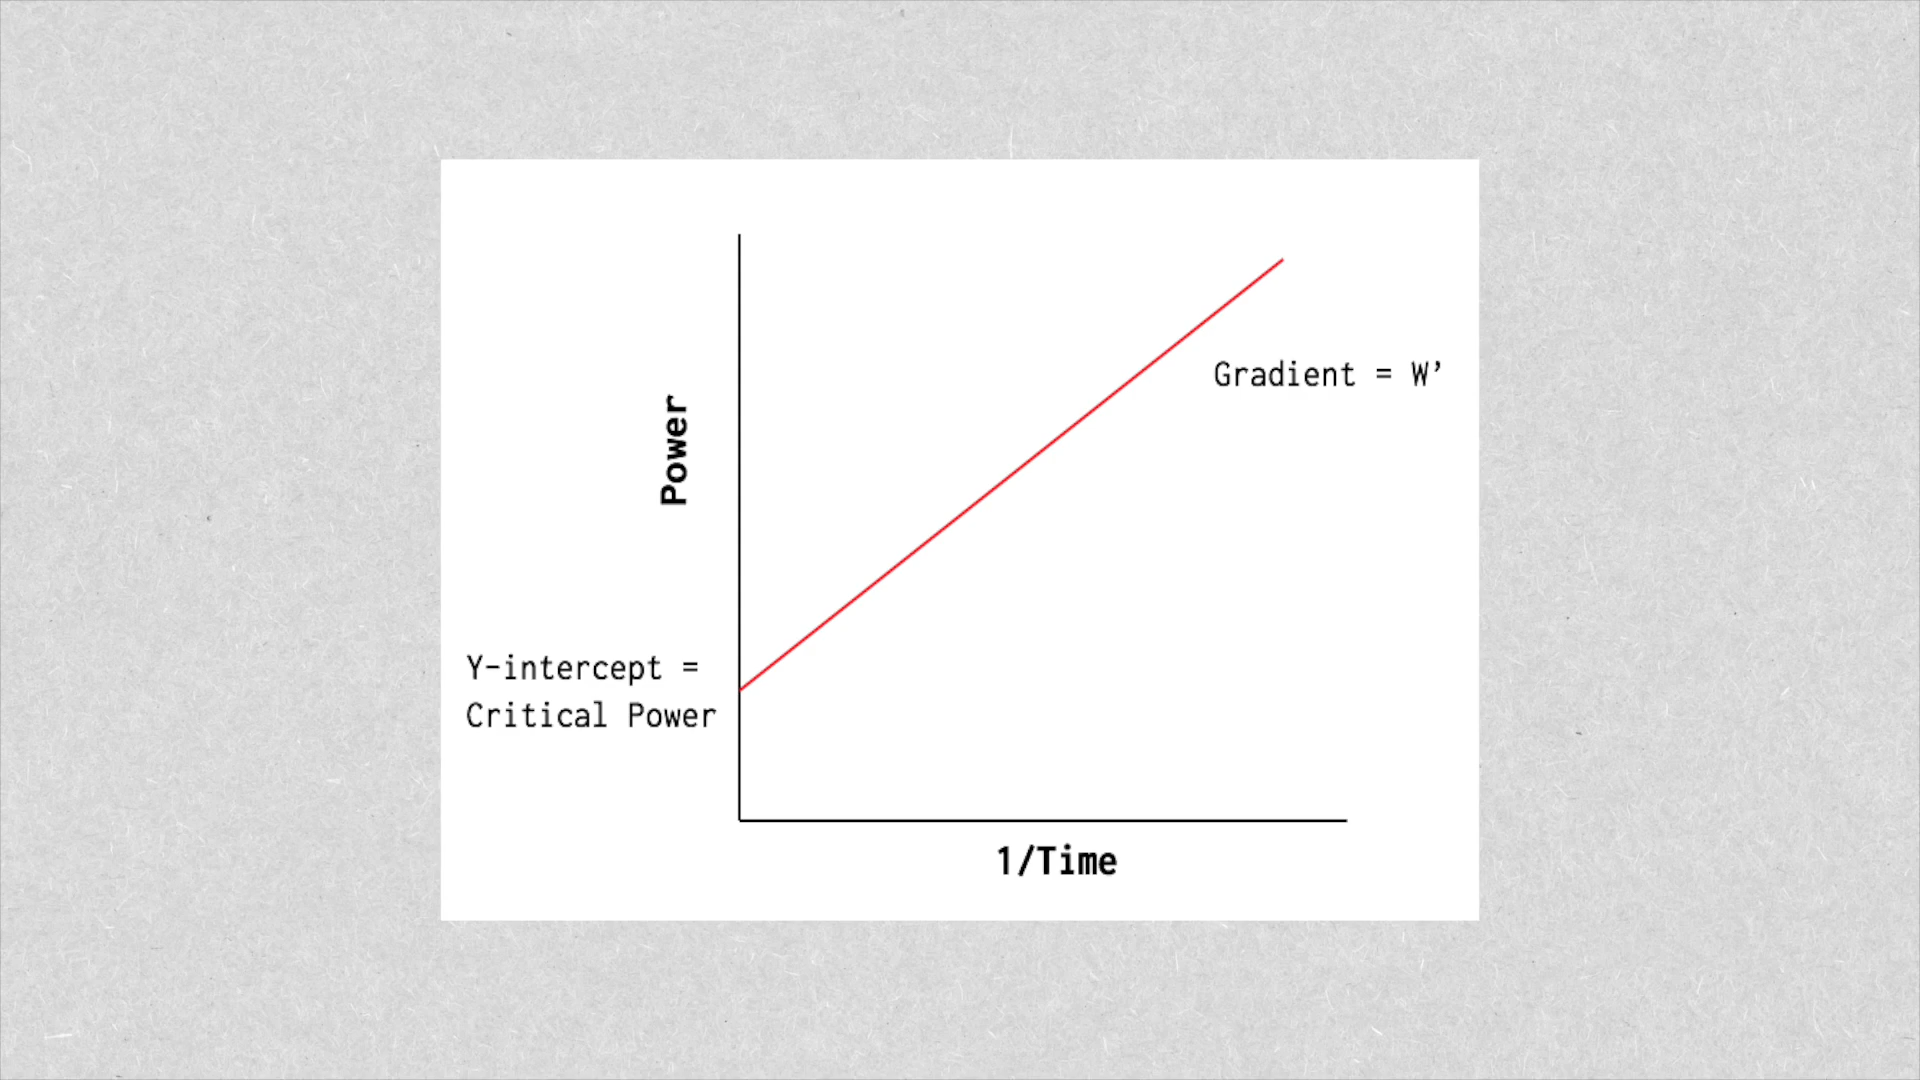 Gradient = W’
Power
Y-intercept =
Critical Power
1/Time